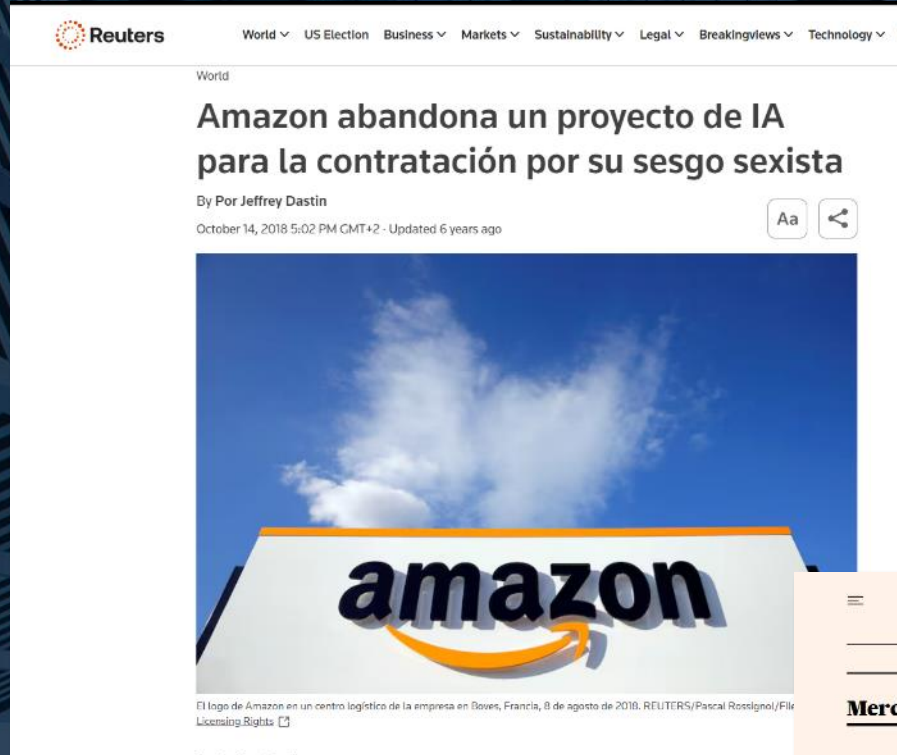 Reuters
World US Election Business Markets Sustainability Legal Breakingviews Technology
World
Amazon abandona un proyecto de IA
para la contratación por su sesgo sexista
By Por Jeffrey Dastin
October 14, 2018 5:02 PM GMT+2 · Updated 6 years ago
Aa
amazon
El logo de Amazon en un centro logístico de la empresa en Boves, Francia, 8 de agosto de 2018. REUTERS/Pascal Rossignol/File
Licensing Rights